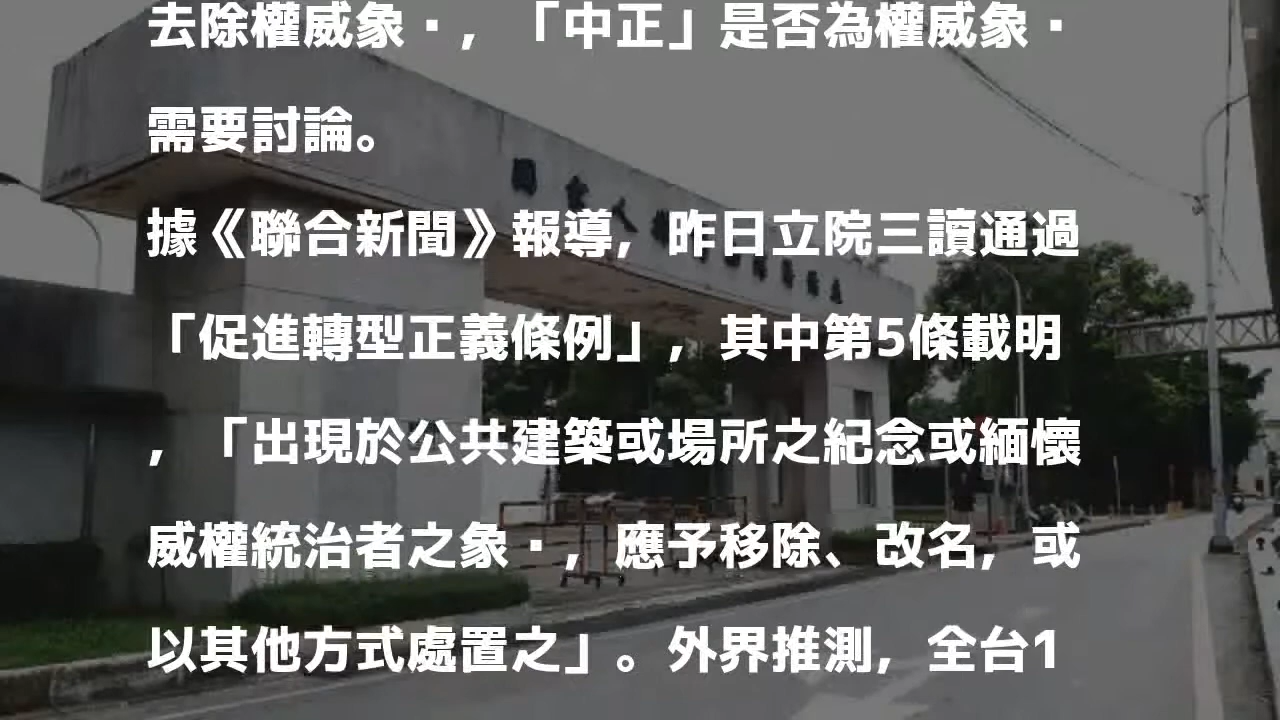 去除權威象·，「中正」是否為權威象·
需要討論。
據《聯合新聞》報導，昨日立院三讀通過
「促進轉型正義條例」，其中第5條載明
，「出現於公共建築或場所之紀念或緬懷
威權統治者之象·，應予移除、改名，或
以其他方式處置之」。外界推測，全台1